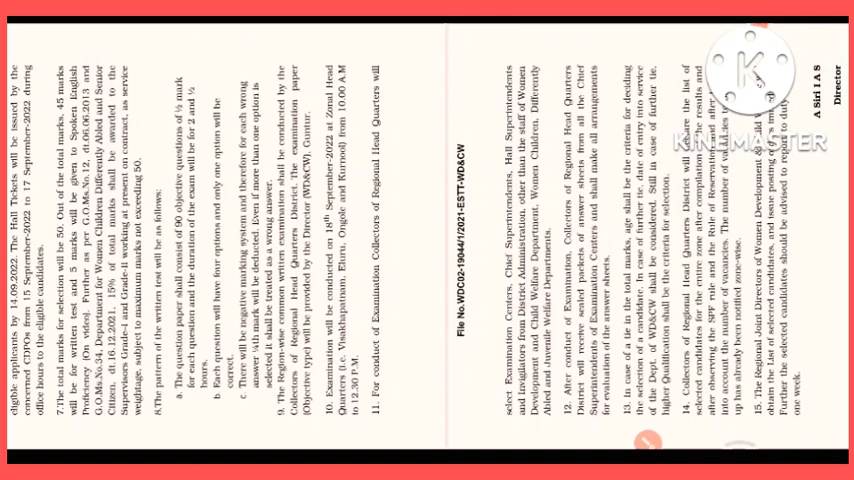 eligible applicants by 14.09.2022. The Hall Tickets will be issued by the
concerned CDPOs from 15 September-2022 to 17 September-2022 during
office hours to the eligible candidates.
7.The total marks for selection will be 50. Out of the total marks, 45 marks
will be for written test and 5 marks will be given to Spoken English
Proficiency (On video). Further as per G.O.Ms.No.12, dt.06.06.2013 and
G.O.Ms.No.34 Department for Women Children Differently Abled and Senior
Citizen, dt.16.12.2021, 15% of total marks shall be awarded to the
Supervisors Grade-I and Grade-II working at present on contract, as service
weightage, subject to maximum marks not exceeding 50.
8.The pattern of the written test will be as follows:
a. The question paper shall consist of 90 objective questions of ½ mark
for each question and the duration of the exam will be for 2 and ½
hours.
b. Each question will have four options and only one option will be
correct.
c. There will be negative marking system and therefore for each wrong
answer ¼th mark will be deducted. Even if more than one option is
selected it shall be treated as a wrong answer.
9. The Region-wise common written examination shall be conducted by the
Collectors of Regional Head Quarters District. The examination paper
(Objective type) will be provided by the Director (WD&CW), Guntur.
10. Examination will be conducted on 18th September-2022 at Zonal Head
Quarters (i.e. Visakhapatnam, Eluru, Ongole and Kurnool) from 10.00 A.M
to 12.30 P.M.
11. For conduct of Examination Collectors of Regional Head Quarters will
File No.WDC02-19044/1/2021-ESTT-WD&CW
select Examination Centers, Chief Superintendents, Hall Superintendents
and Invigilators from District Administration, other than the staff of Women
Development and Child Welfare Department, Women Children, Differently
Abled and Juvenile Welfare Departments.
12. After conduct of Examination, Collectors of Regional Head Quarters
District will receive sealed packets of answer sheets from all the Chief
Superintendents of Examination Centers and shall make all arrangements
for evaluation of the answer sheets.
13. In case of a tie in the total marks, age shall be the criteria for deciding
the selection of a candidate. In case of further tie, date of entry into service
of the Dept. of WD&CW shall be considered. Still in case of further tie,
higher Qualification shall be the criteria for selection.
14. Collectors of Regional Head Quarters District will the list of
selected candidates for the entire zone after compilation the results and
after observing the SPF rule and the Rule of Reservation and after
into account the number of vacancies. The number of vacancies
up has already been notified zone-wise.
15. The Regional Joint Directors of Women Development &
obtain the List of selected candidates, and issue posting
Further the selected candidates should be advised to report to duty
one week.
A Siri I A S
Director
K
KINEMASTER